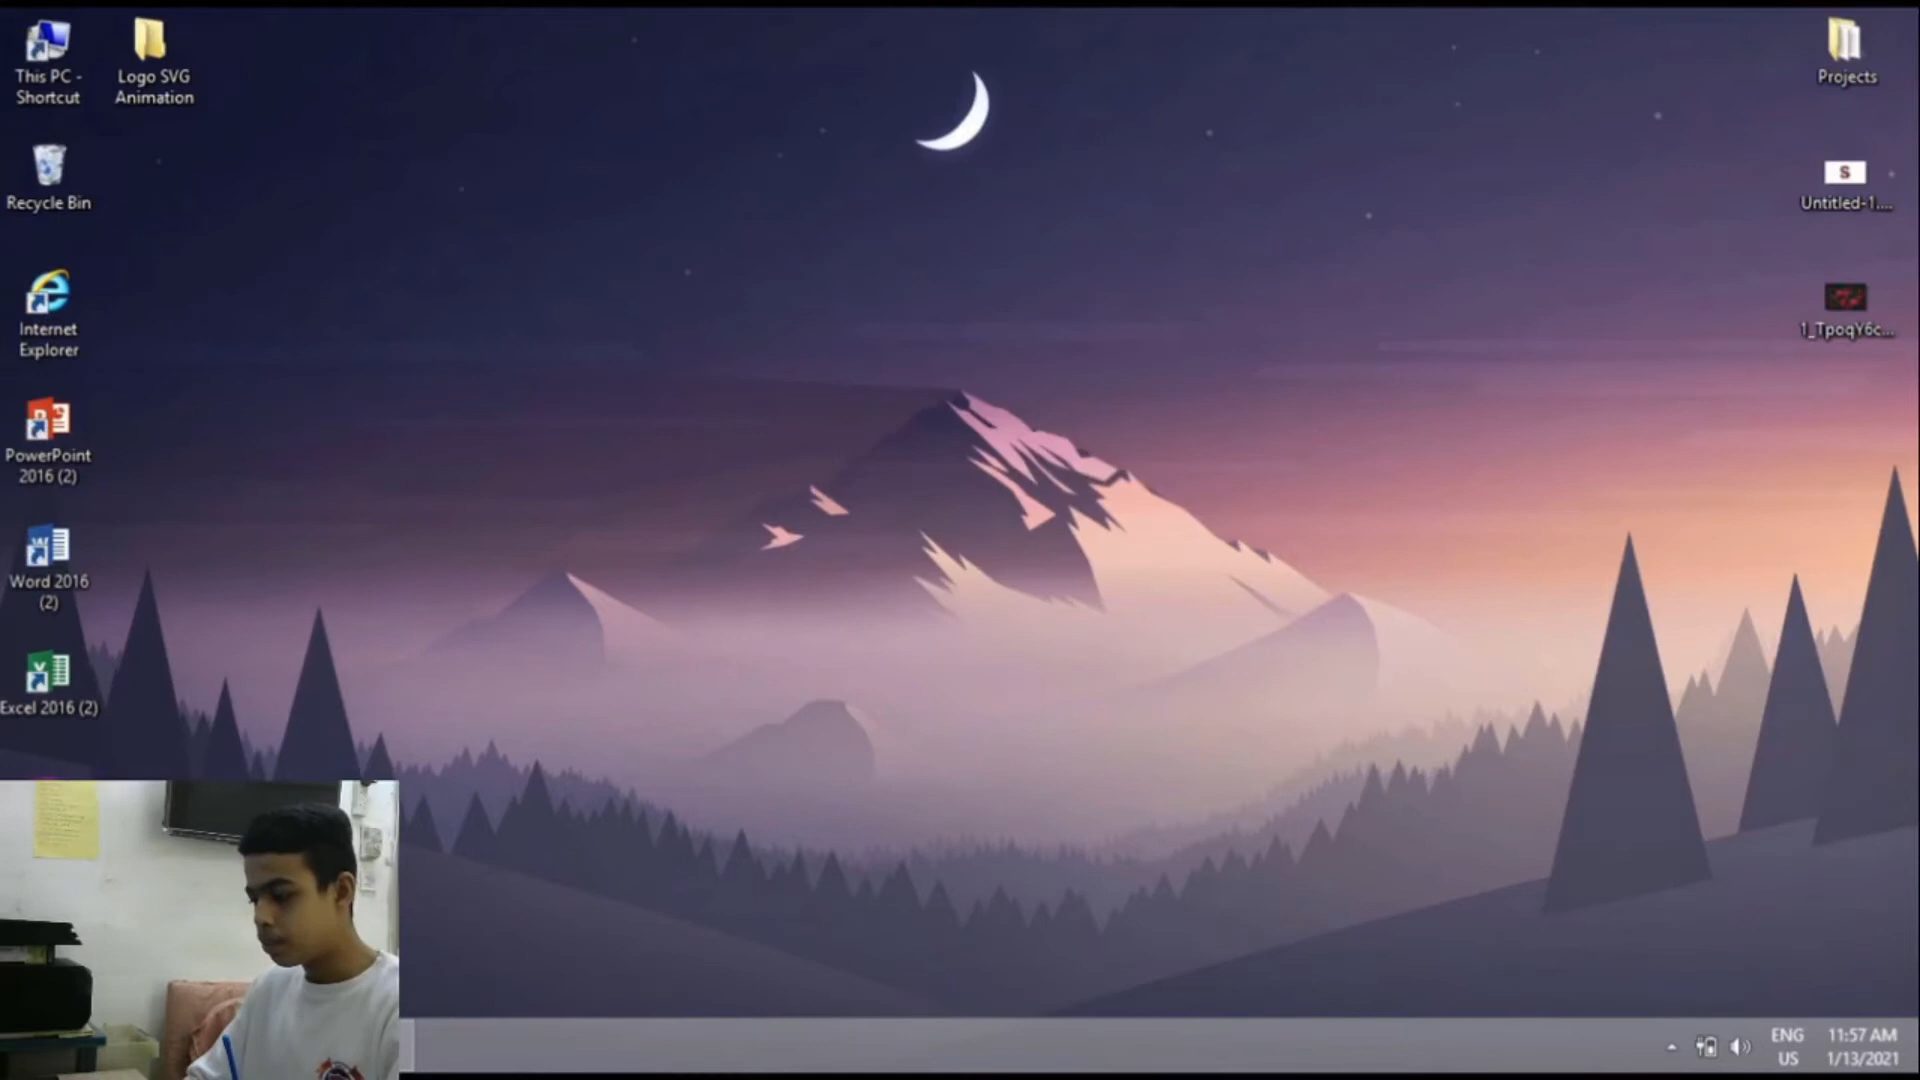 This PC -
Shortcut
Logo SVG
Animation
Recycle Bin
Internet
Explorer
PowerPoint
2016 (2)
Word 2016
(2)
Excel 2016 (2)
Projects
S
Untitled-1....
1_TpoqY6c...
ENG
US
11:57 AM
1/13/2021